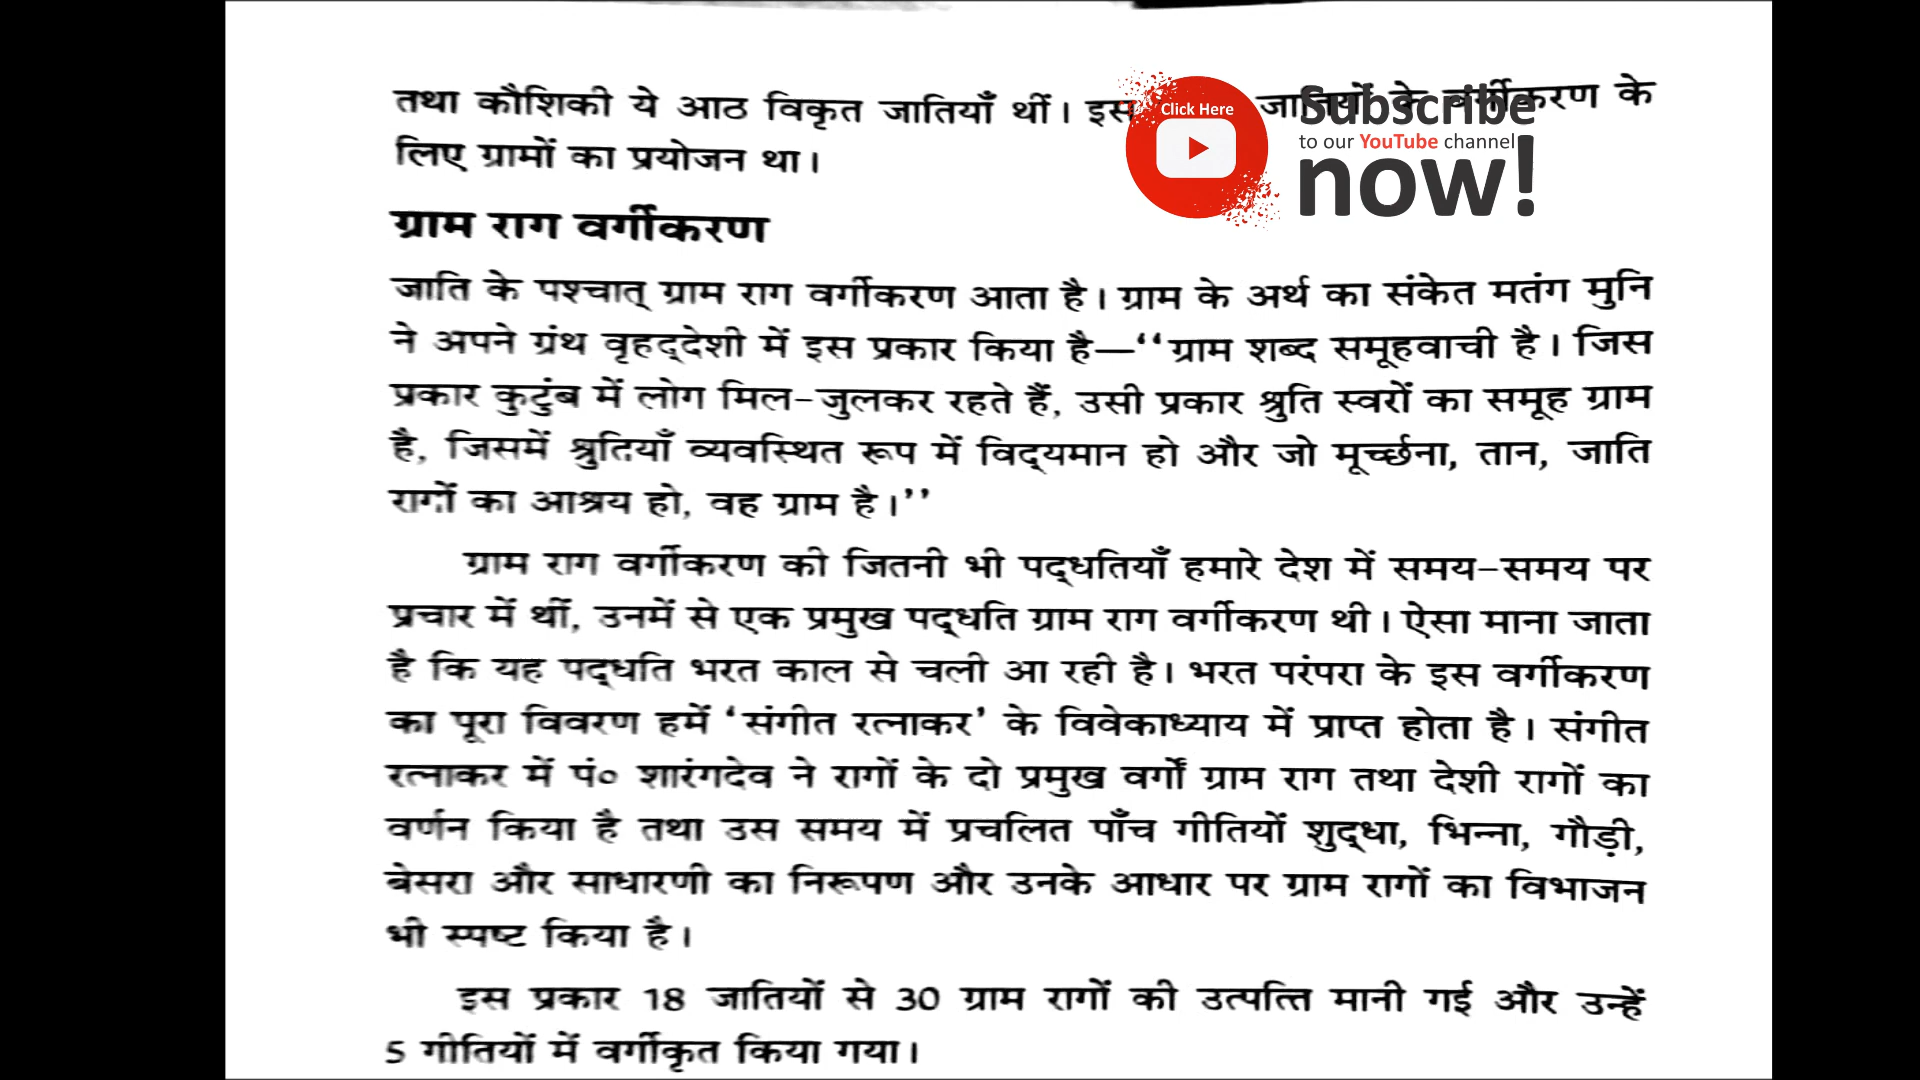 तथा कौशिकी ये आठ विकृत जातियाँ थीं। इस जातियों के वर्गीकरण के
लिए ग्रामों का प्रयोजन था।
Click Here
Subscribe
to our YouTube channel
now!
ग्राम राग वर्गीकरण
जाति के पश्चात् ग्राम राग वर्गीकरण आता है। ग्राम के अर्थ का संकेत मतंग मुनि
ने अपने ग्रंथ वृहद्देशी में इस प्रकार किया है—‘‘ग्राम शब्द समूहवाची है। जिस
प्रकार कुटुंब में लोग मिल-जुलकर रहते हैं, उसी प्रकार श्रुति स्वरों का समूह ग्राम
है, जिसमें श्रुतियाँ व्यवस्थित रूप में विद्यमान हो और जो मूर्च्छना, तान, जाति
रागों का आश्रय हो, वह ग्राम है।’’
ग्राम राग वर्गीकरण की जितनी भी पद्धतियाँ हमारे देश में समय-समय पर
प्रचार में थीं, उनमें से एक प्रमुख पद्धति ग्राम राग वर्गीकरण थी। ऐसा माना जाता
है कि यह पद्धति भरत काल से चली आ रही है। भरत परंपरा के इस वर्गीकरण
का पूरा विवरण हमें ‘संगीत रत्नाकर’ के विवेकाध्याय में प्राप्त होता है। संगीत
रत्नाकर में पं० शारंगदेव ने रागों के दो प्रमुख वर्गों ग्राम राग तथा देशी रागों का
वर्णन किया है तथा उस समय में प्रचलित पाँच गीतियों शुद्धा, भिन्ना, गौड़ी,
बेसरा और साधारणी का निरूपण और उनके आधार पर ग्राम रागों का विभाजन
भी स्पष्ट किया है।
इस प्रकार 18 जातियों से 30 ग्राम रागों की उत्पत्ति मानी गई और उन्हें
5 गीतियों में वर्गीकृत किया गया।